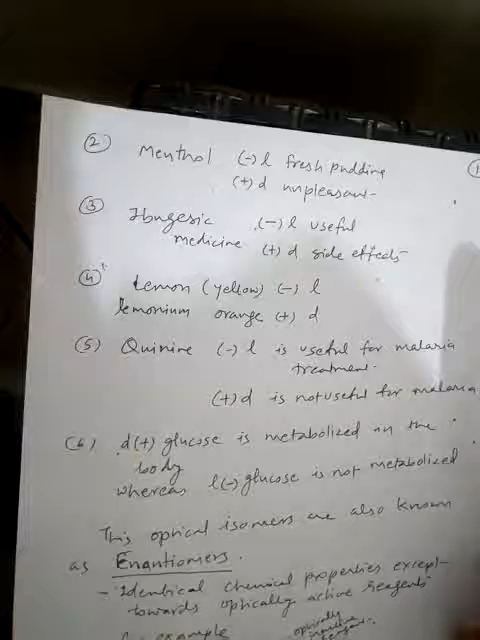 (2) Menthol (-) l fresh pudding
(+) d unpleasant-
(3) Ibugesic (-) l useful
medicine (+) d side effects
(4) Lemon (yellow) (-) l
lemonium orange (+) d
(5) Quinine (-) l is useful for malaria
treatment-
(+) d is not useful for malaria
(6) d(+) glucose is metabolized in the
body
whereas l(-) glucose is not metabolized
This optical isomers are also known
as Enantiomers.
- Identical chemical properties except-
towards optically active reagents
example
optically